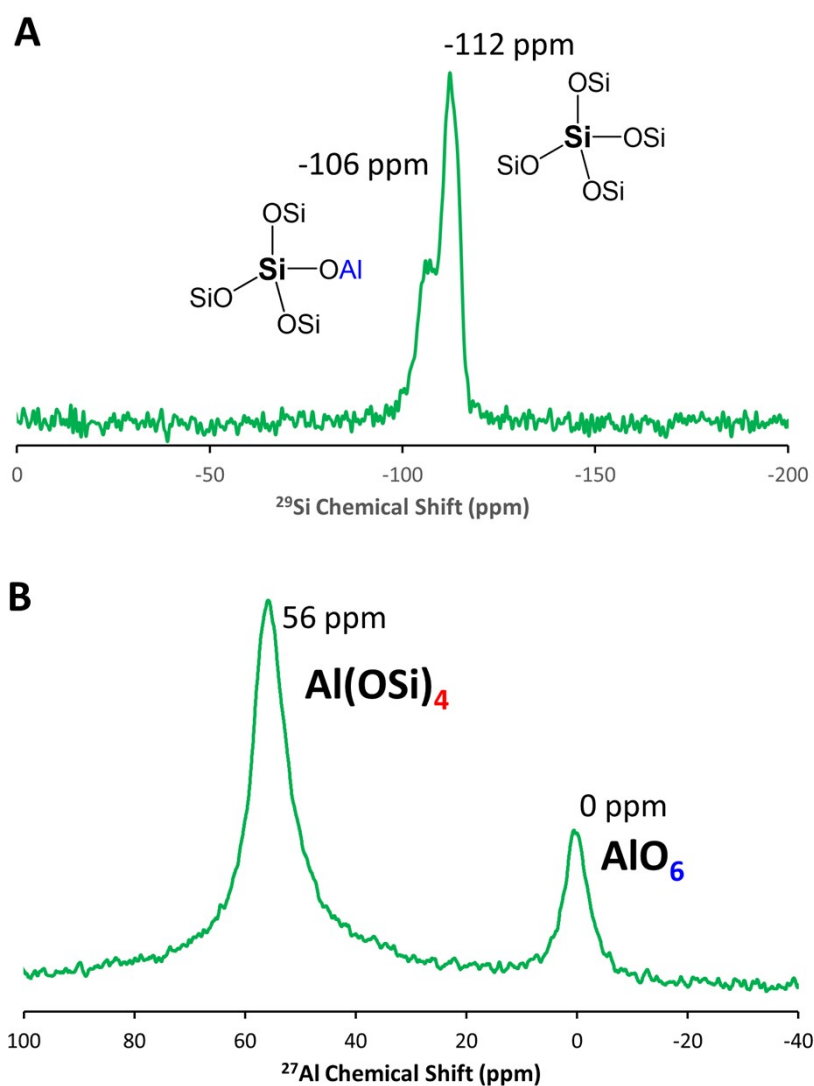 A
-112 ppm
OSi
-106 ppm
Si
OSi
SiO
OSi
OSi
Si
OAl
SiO
OSi
0
-50
-100
-150
-200
²⁹Si Chemical Shift (ppm)
B
56 ppm
Al(OSi)₄
0 ppm
AlO₆
100
80
60
40
20
0
-20
-40
²⁷Al Chemical Shift (ppm)